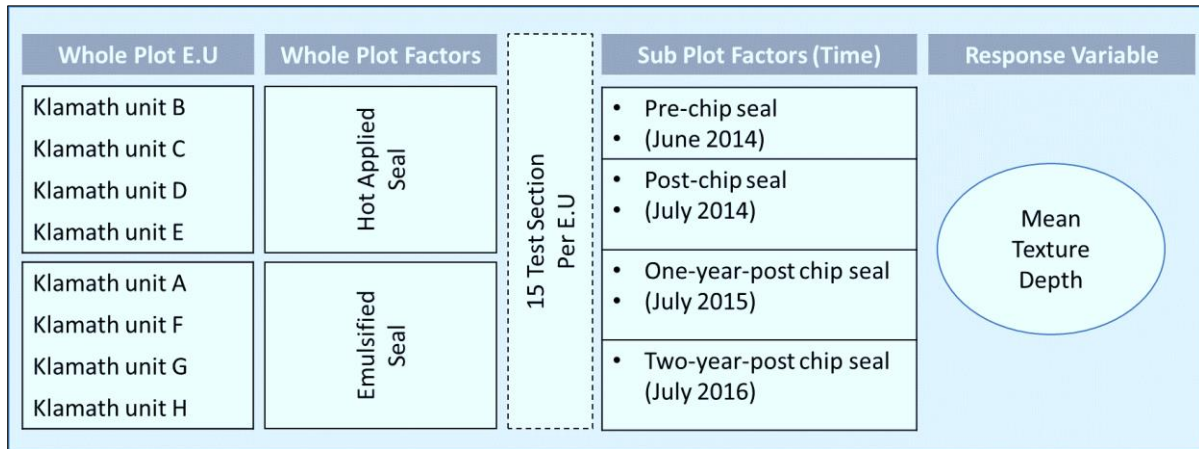 Whole Plot E.U
Klamath unit B
Klamath unit C
Klamath unit D
Klamath unit E
Klamath unit A
Klamath unit F
Klamath unit G
Klamath unit H
Whole Plot Factors
Hot Applied
Seal
Emulsified
Seal
15 Test Section
Per E.U
Sub Plot Factors (Time)
• Pre-chip seal
• (June 2014)
• Post-chip seal
• (July 2014)
• One-year-post chip seal
• (July 2015)
• Two-year-post chip seal
(July 2016)
Response Variable
Mean
Texture
Depth